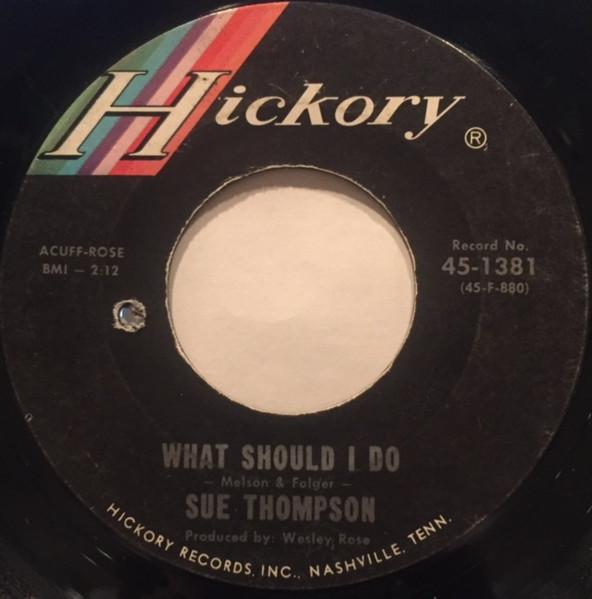 Hickory®
ACUFF-ROSE
BMI — 2:12
Record No.
45-1381
(45-F-880)
WHAT SHOULD I DO
— Melson & Folger —
SUE THOMPSON
Produced by: Wesley Rose
HICKORY RECORDS, INC., NASHVILLE, TENN.